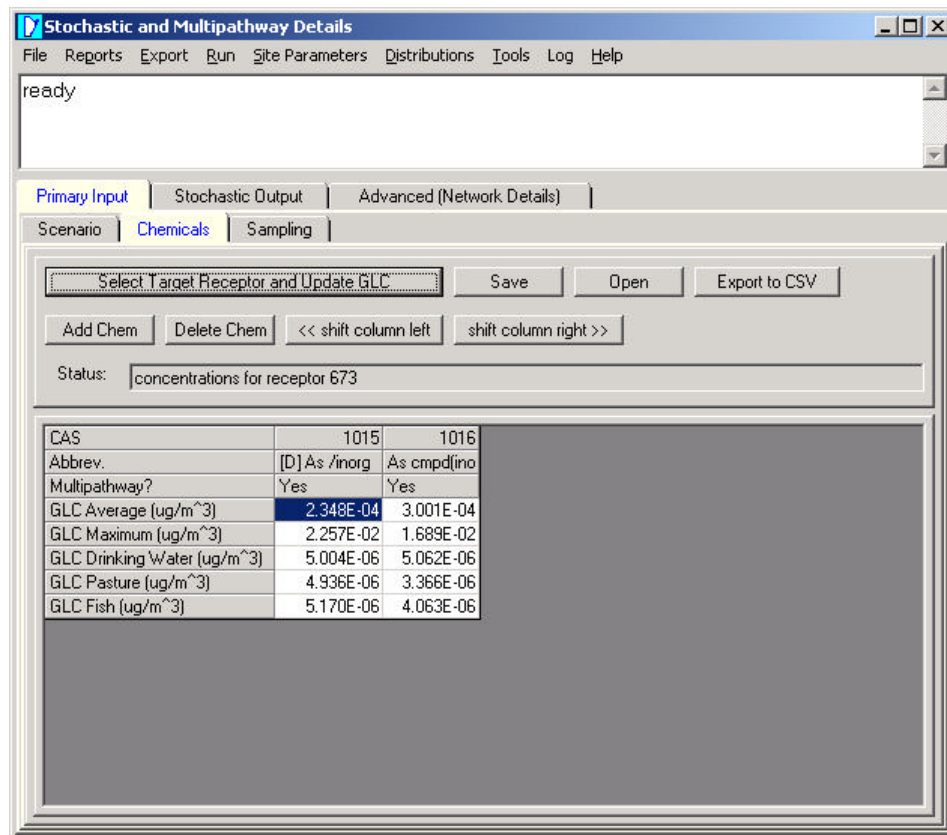 Stochastic and Multipathway Details
File Reports Export Run Site Parameters Distributions Tools Log Help
ready
Primary Input Stochastic Output Advanced (Network Details)
Scenario Chemicals Sampling
Select Target Receptor and Update GLC Save Open Export to CSV
Add Chem Delete Chem << shift column left shift column right >>
Status: concentrations for receptor 673
CAS 1015 1016
Abbrev. [D] As /inorg As cmpd(ino
Multipathway? Yes Yes
GLC Average (ug/m^3) 2.348E-04 3.001E-04
GLC Maximum (ug/m^3) 2.257E-02 1.689E-02
GLC Drinking Water (ug/m^3) 5.004E-06 5.062E-06
GLC Pasture (ug/m^3) 4.936E-06 3.366E-06
GLC Fish (ug/m^3) 5.170E-06 4.063E-06